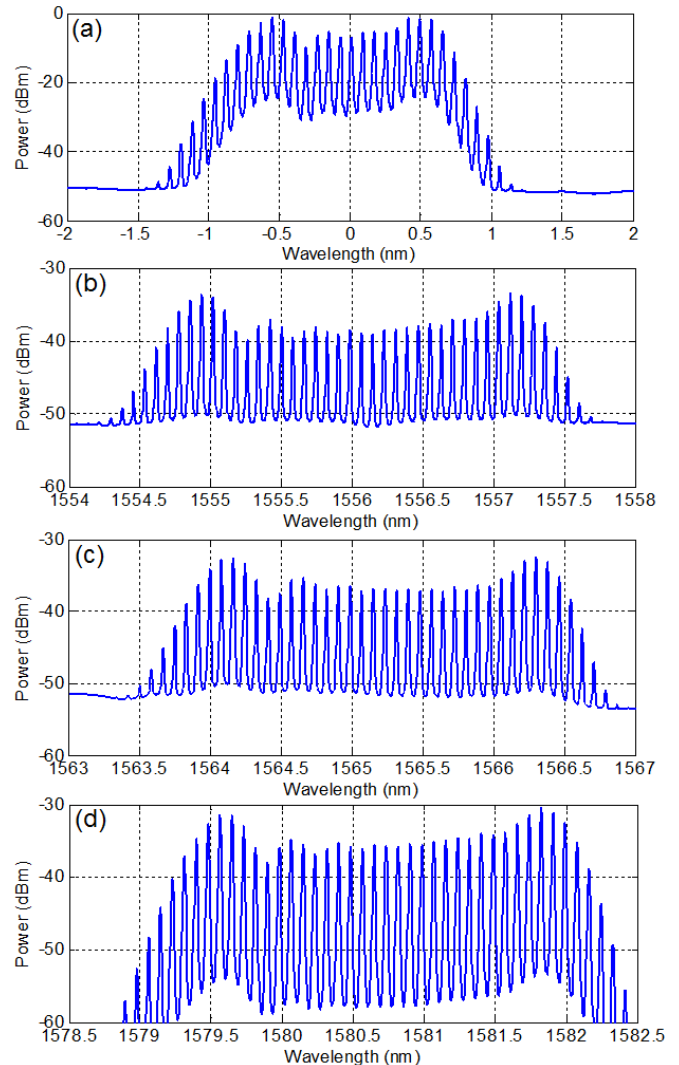 (a)
Power (dBm)
0
-20
-40
-60
-2 -1.5 -1 -0.5 0 0.5 1 1.5 2
Wavelength (nm)
(b)
Power (dBm)
-30
-40
-50
-60
1554 1554.5 1555 1555.5 1556 1556.5 1557 1557.5 1558
Wavelength (nm)
(c)
Power (dBm)
-30
-40
-50
-60
1563 1563.5 1564 1564.5 1565 1565.5 1566 1566.5 1567
Wavelength (nm)
(d)
Power (dBm)
-30
-40
-50
-60
1578.5 1579 1579.5 1580 1580.5 1581 1581.5 1582 1582.5
Wavelength (nm)